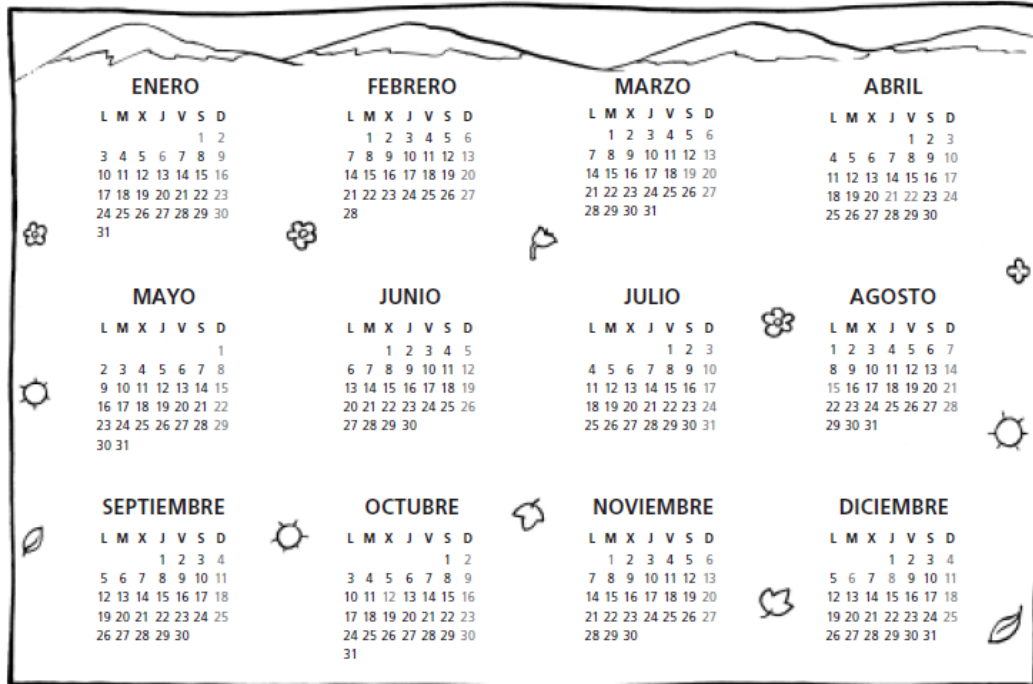 ENERO
L M X J V S D
1 2
3 4 5 6 7 8 9
10 11 12 13 14 15 16
17 18 19 20 21 22 23
24 25 26 27 28 29 30
31
FEBRERO
L M X J V S D
1 2 3 4 5 6
7 8 9 10 11 12 13
14 15 16 17 18 19 20
21 22 23 24 25 26 27
28
MARZO
L M X J V S D
1 2 3 4 5 6
7 8 9 10 11 12 13
14 15 16 17 18 19 20
21 22 23 24 25 26 27
28 29 30 31
ABRIL
L M X J V S D
1 2 3
4 5 6 7 8 9 10
11 12 13 14 15 16 17
18 19 20 21 22 23 24
25 26 27 28 29 30
MAYO
L M X J V S D
1
2 3 4 5 6 7 8
9 10 11 12 13 14 15
16 17 18 19 20 21 22
23 24 25 26 27 28 29
30 31
JUNIO
L M X J V S D
1 2 3 4 5
6 7 8 9 10 11 12
13 14 15 16 17 18 19
20 21 22 23 24 25 26
27 28 29 30
JULIO
L M X J V S D
1 2 3
4 5 6 7 8 9 10
11 12 13 14 15 16 17
18 19 20 21 22 23 24
25 26 27 28 29 30 31
AGOSTO
L M X J V S D
1 2 3 4 5 6 7
8 9 10 11 12 13 14
15 16 17 18 19 20 21
22 23 24 25 26 27 28
29 30 31
SEPTIEMBRE
L M X J V S D
1 2 3 4
5 6 7 8 9 10 11
12 13 14 15 16 17 18
19 20 21 22 23 24 25
26 27 28 29 30
OCTUBRE
L M X J V S D
1 2
3 4 5 6 7 8 9
10 11 12 13 14 15 16
17 18 19 20 21 22 23
24 25 26 27 28 29 30
31
NOVIEMBRE
L M X J V S D
1 2 3 4 5 6
7 8 9 10 11 12 13
14 15 16 17 18 19 20
21 22 23 24 25 26 27
28 29 30
DICIEMBRE
L M X J V S D
1 2 3 4
5 6 7 8 9 10 11
12 13 14 15 16 17 18
19 20 21 22 23 24 25
26 27 28 29 30 31